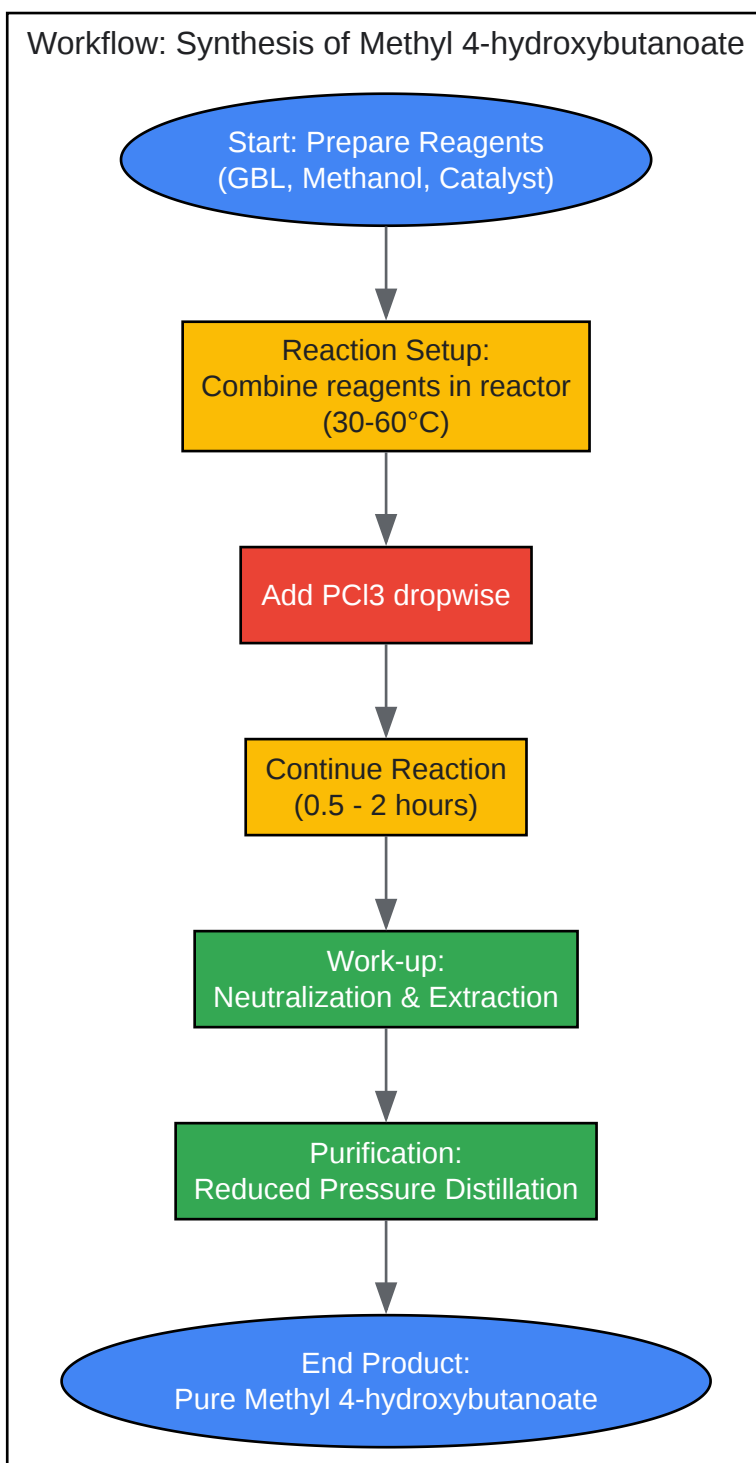 Workflow: Synthesis of Methyl 4-hydroxybutanoate
Start: Prepare Reagents
(GBL, Methanol, Catalyst)
Reaction Setup:
Combine reagents in reactor
(30-60°C)
Add PCl3 dropwise
Continue Reaction
(0.5 - 2 hours)
Work-up:
Neutralization & Extraction
Purification:
Reduced Pressure Distillation
End Product:
Pure Methyl 4-hydroxybutanoate